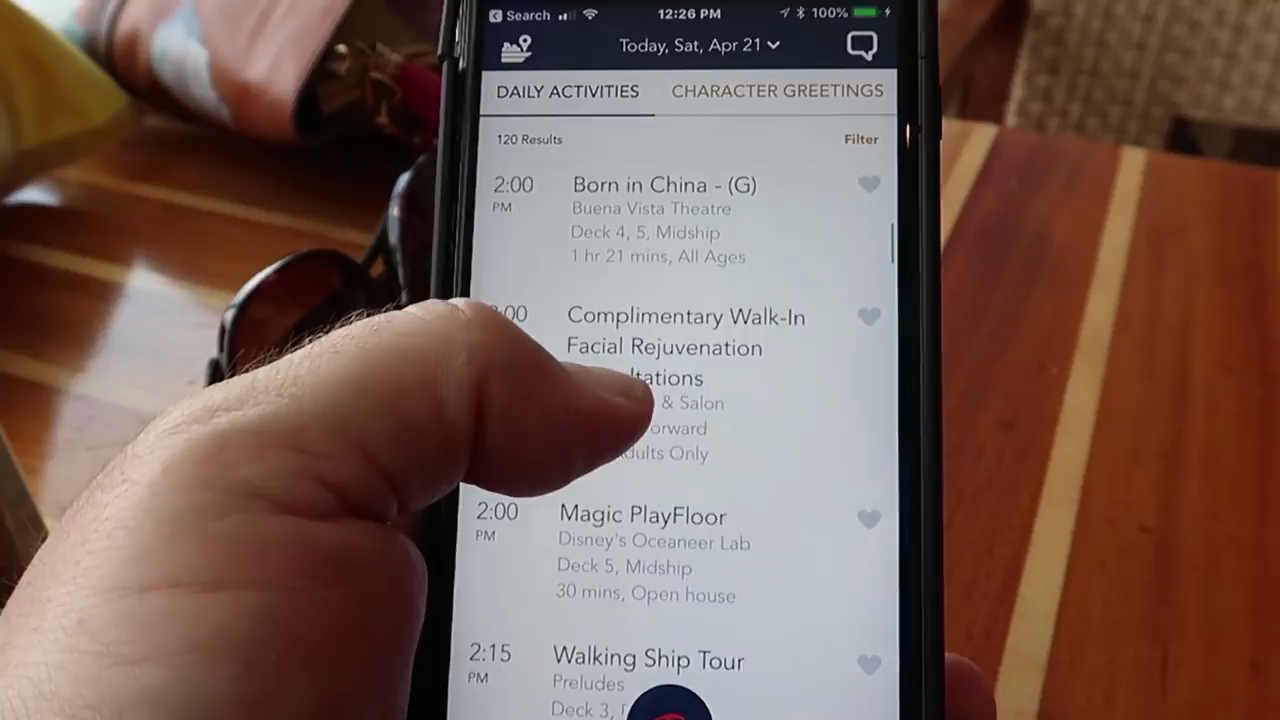 Search
12:26 PM
100%
Today, Sat, Apr 21
DAILY ACTIVITIES
CHARACTER GREETINGS
120 Results
Filter
2:00
PM
Born in China - (G)
Buena Vista Theatre
Deck 4, 5, Midship
1 hr 21 mins, All Ages
Complimentary Walk-In
Facial Rejuvenation
& Salon
Only
2:00
PM
Magic PlayFloor
Disney's Oceaneer Lab
Deck 5, Midship
30 mins, Open house
2:15
PM
Walking Ship Tour
Preludes
Deck 3,